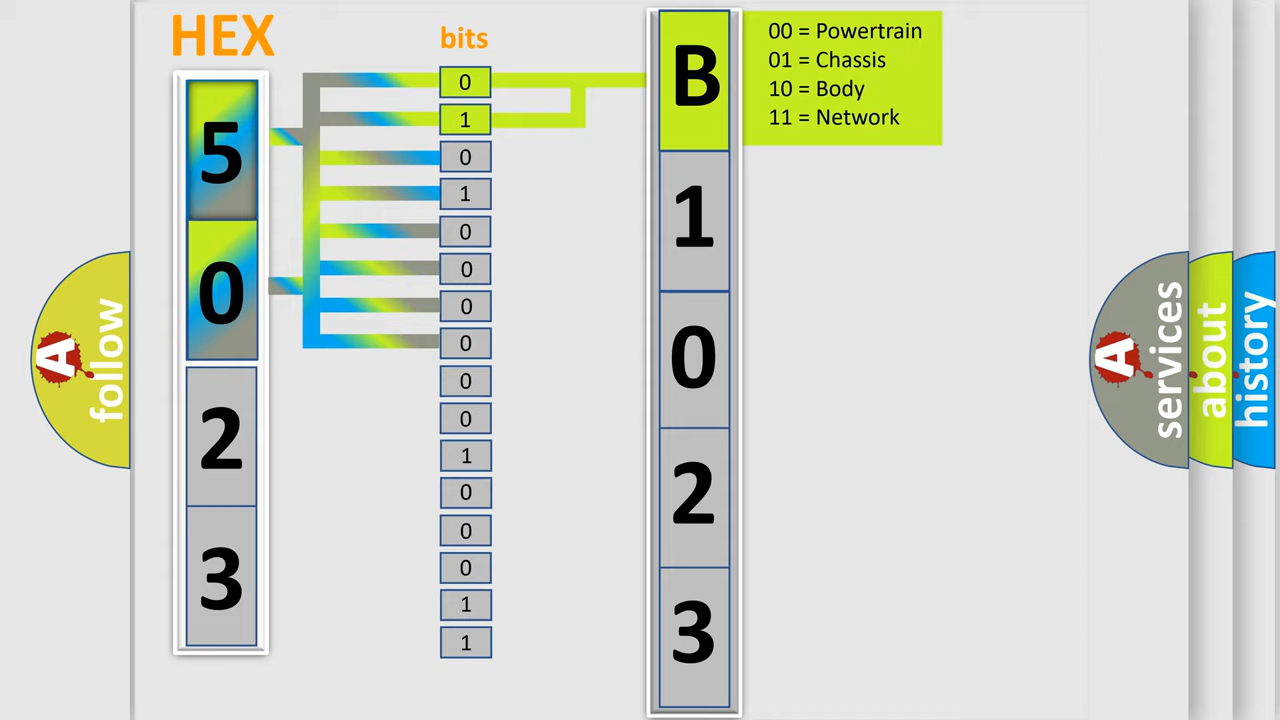 HEX
bits
5
0
2
3
0
1
0
1
0
0
0
0
0
0
1
0
0
0
1
1
B
1
0
2
3
00 = Powertrain
01 = Chassis
10 = Body
11 = Network
A
follow
A
services
about
history